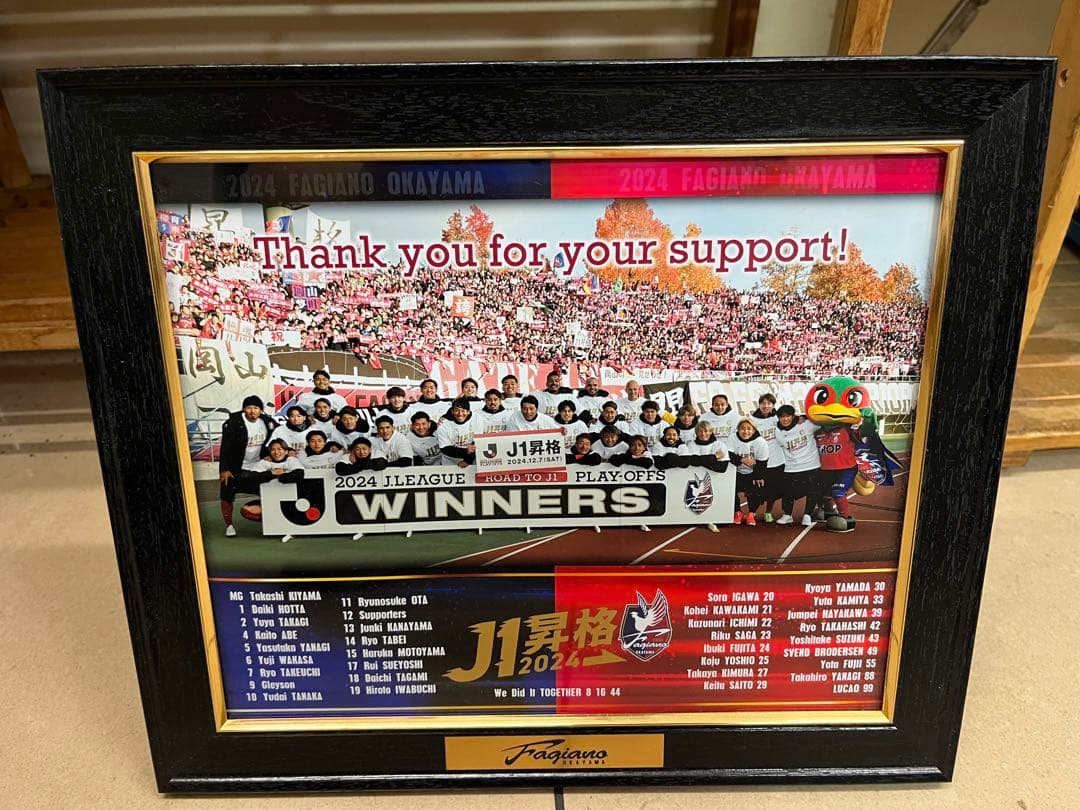 2024 FAGIANO OKAYAMA
2024 FAGIANO OKAYAMA
Thank you for your support!
岡山
J1昇格
2024.12.7(SAT)
2024 J.LEAGUE ROAD TO J1 PLAY-OFFS
WINNERS
MG Takashi KIYAMA
1 Daiki HOTTA
2 Yuya TAKAGI
4 Kaito ABE
5 Yasutaka YANAGI
6 Yuji WAKASA
7 Ryo TAKEUCHI
9 Gleyson
10 Yudai TANAKA
11 Ryunosuke OTA
12 Supporters
13 Junki KANAYAMA
14 Ryo TABEI
15 Haruka MOTOYAMA
17 Rui SUEYOSHI
18 Daichi TAGAMI
19 Hiroto IWABUCHI
J1昇格
2024
Fagiano
OKAYAMA
We Did It TOGETHER 8 16 44
Sora IGAWA 20
Kohei KAWAKAMI 21
Kazunari ICHIMI 22
Riku SAGA 23
Ibuki FUJITA 24
Koju YOSHIO 25
Takaya KIMURA 27
Keita SAITO 29
Kyoya YAMADA 30
Yuta KAMIYA 33
Jumpei HAYAKAWA 39
Ryo TAKAHASHI 42
Yoshitake SUZUKI 43
SVEND BRODERSEN 49
Yota FUJII 55
Takahiro YANAGI 88
LUCAO 99
Fagiano
OKAYAMA